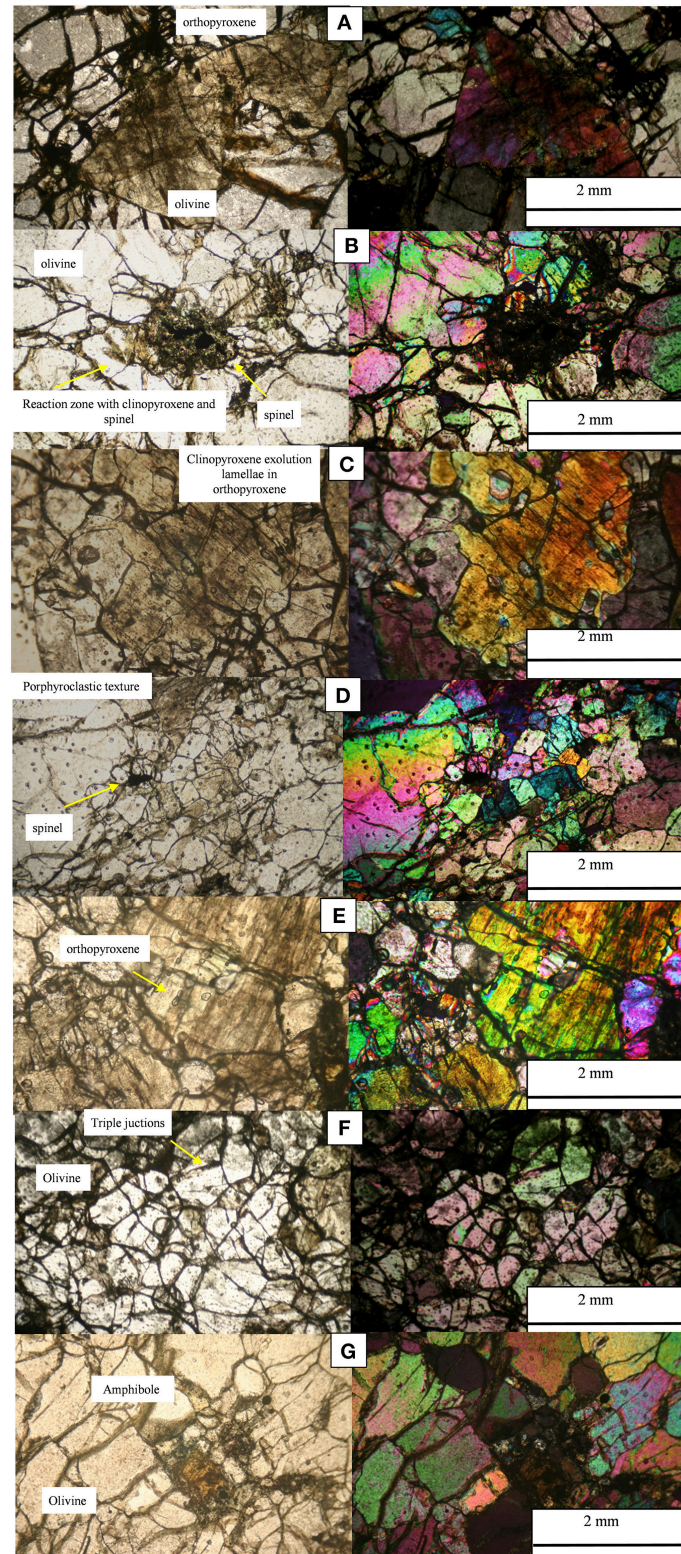 orthopyroxene
A
olivine
2 mm
B
olivine
Reaction zone with clinopyroxene and
spinel
spinel
2 mm
Clinopyroxene exolution
lamellae in
orthopyroxene
C
2 mm
Porphyroclastic texture
D
spinel
2 mm
E
orthopyroxene
2 mm
Triple juctions
F
Olivine
2 mm
G
Amphibole
Olivine
2 mm